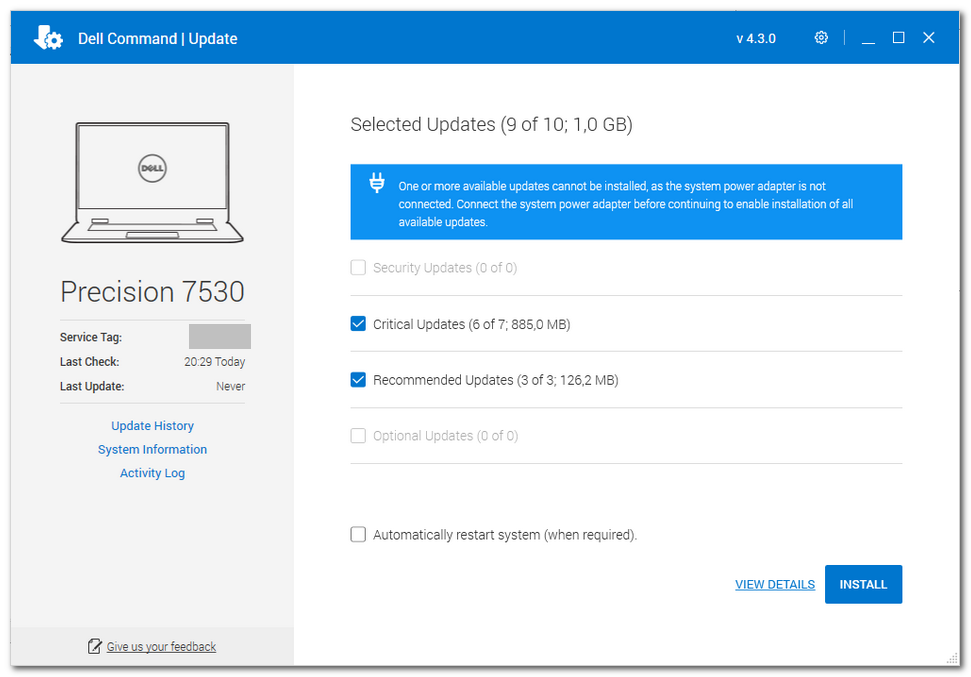 Dell Command | Update
v 4.3.0
DELL
Precision 7530
Service Tag:
Last Check: 20:29 Today
Last Update: Never
Update History
System Information
Activity Log
Give us your feedback
Selected Updates (9 of 10; 1,0 GB)
One or more available updates cannot be installed, as the system power adapter is not
connected. Connect the system power adapter before continuing to enable installation of all
available updates.
Security Updates (0 of 0)
Critical Updates (6 of 7; 885,0 MB)
Recommended Updates (3 of 3; 126,2 MB)
Optional Updates (0 of 0)
Automatically restart system (when required).
VIEW DETAILS
INSTALL